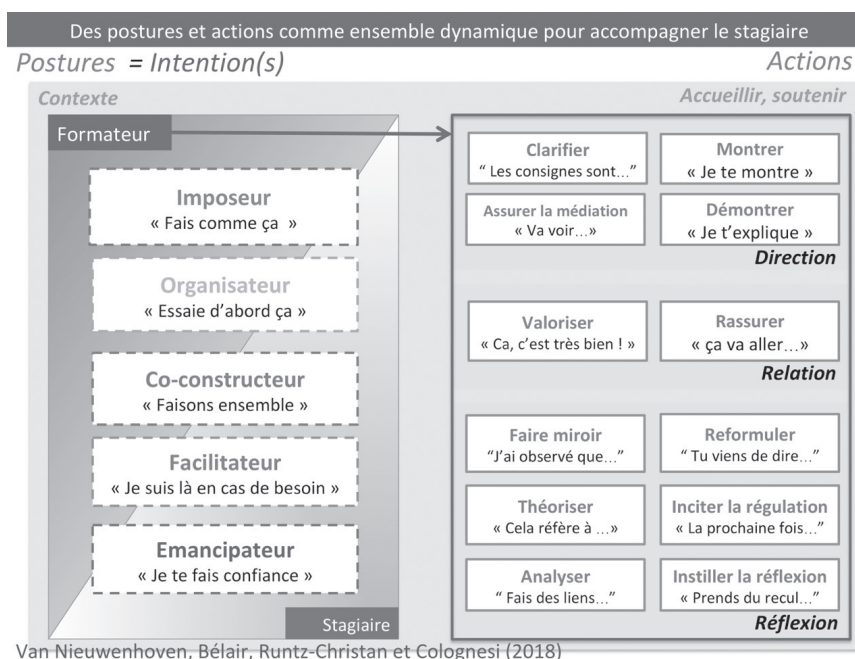 Des postures et actions comme ensemble dynamique pour accompagner le stagiaire
Postures = Intention(s)
Actions
Contexte
Accueillir, soutenir
Formateur
Imposeur
« Fais comme ça »
Organisateur
« Essaie d'abord ça »
Co-constructeur
« Faisons ensemble »
Facilitateur
« Je suis là en cas de besoin »
Emancipateur
« Je te fais confiance »
Stagiaire
Clarifier
" Les consignes sont…"
Montrer
« Je te montre »
Assurer la médiation
« Va voir…»
Démontrer
« Je t'explique »
Direction
Valoriser
« Ca, c'est très bien ! »
Rassurer
« ça va aller…»
Relation
Faire miroir
"J'ai observé que…"
Reformuler
" Tu viens de dire…"
Théoriser
« Cela réfère à …»
Inciter la régulation
« La prochaine fois…"
Analyser
" Fais des liens…"
Instiller la réflexion
« Prends du recul…"
Réflexion
Van Nieuwenhoven, Bélair, Runtz-Christan et Colognesi (2018)